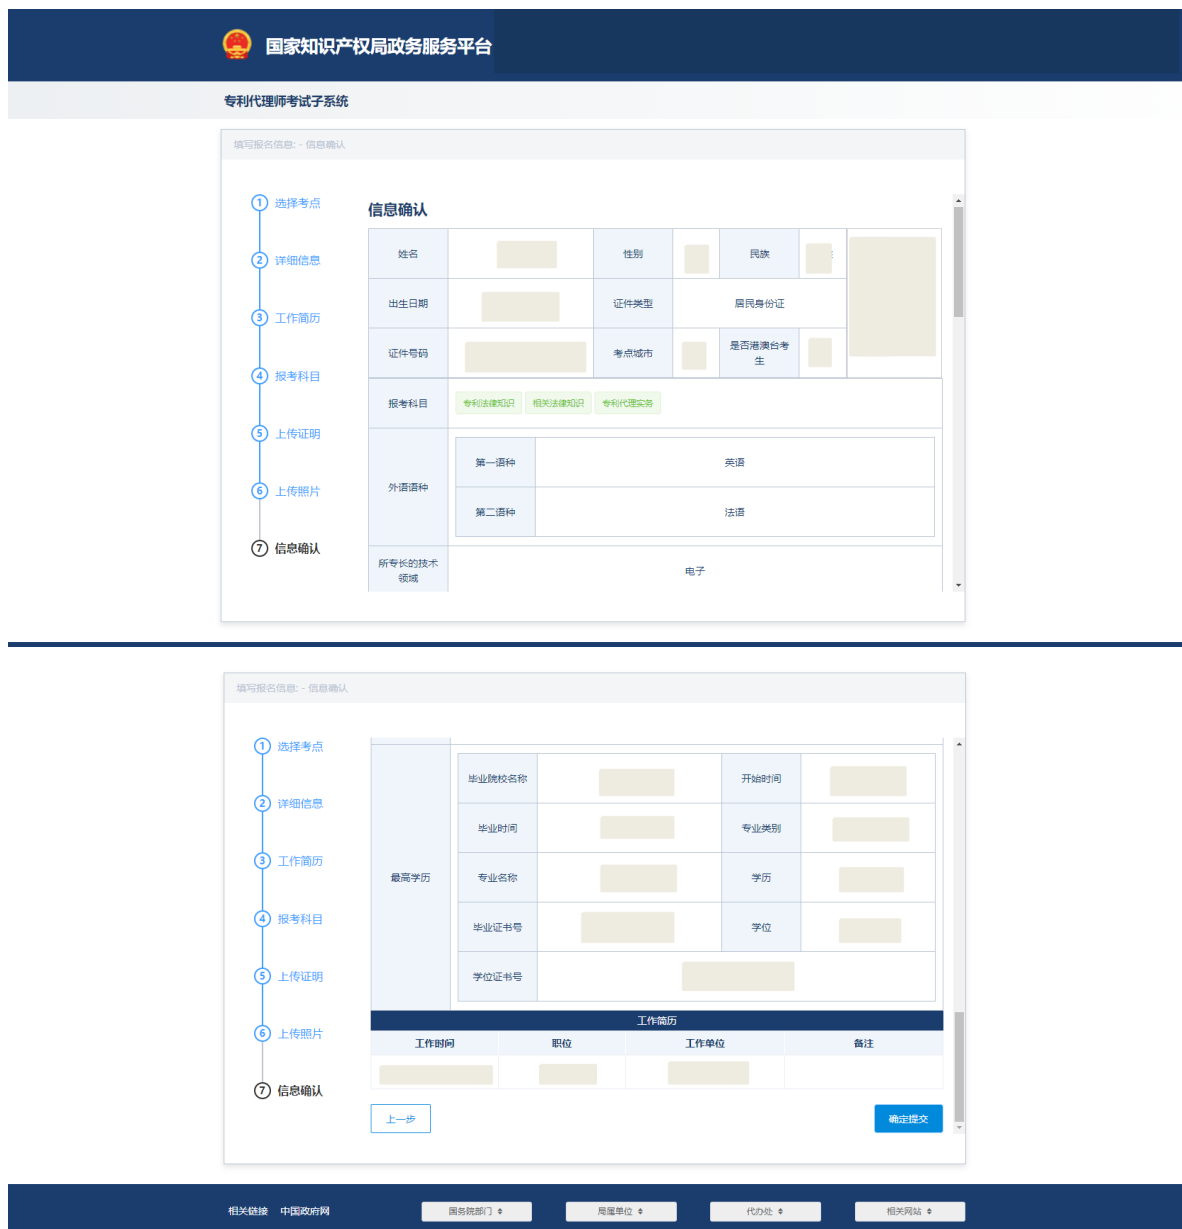 国家知识产权局政务服务平台
专利代理师考试子系统
填写报名信息: - 信息确认
1 选择考点
2 详细信息
3 工作简历
4 报考科目
5 上传证明
6 上传照片
7 信息确认
信息确认
姓名 性别 民族
出生日期 证件类型 居民身份证
证件号码 考点城市 是否港澳台考
生
报考科目 专利法律知识 相关法律知识 专利代理实务
外语语种
第一语种 英语
第二语种 法语
所专长的技术
领域
电子
填写报名信息: - 信息确认
1 选择考点
2 详细信息
3 工作简历
4 报考科目
5 上传证明
6 上传照片
7 信息确认
最高学历
毕业院校名称 开始时间
毕业时间 专业类别
专业名称 学历
毕业证书号 学位
学位证书号
工作简历
工作时间 职位 工作单位 备注
上一步 确定提交
相关链接 中国政府网 国务院部门 局属单位 代办处 相关网站